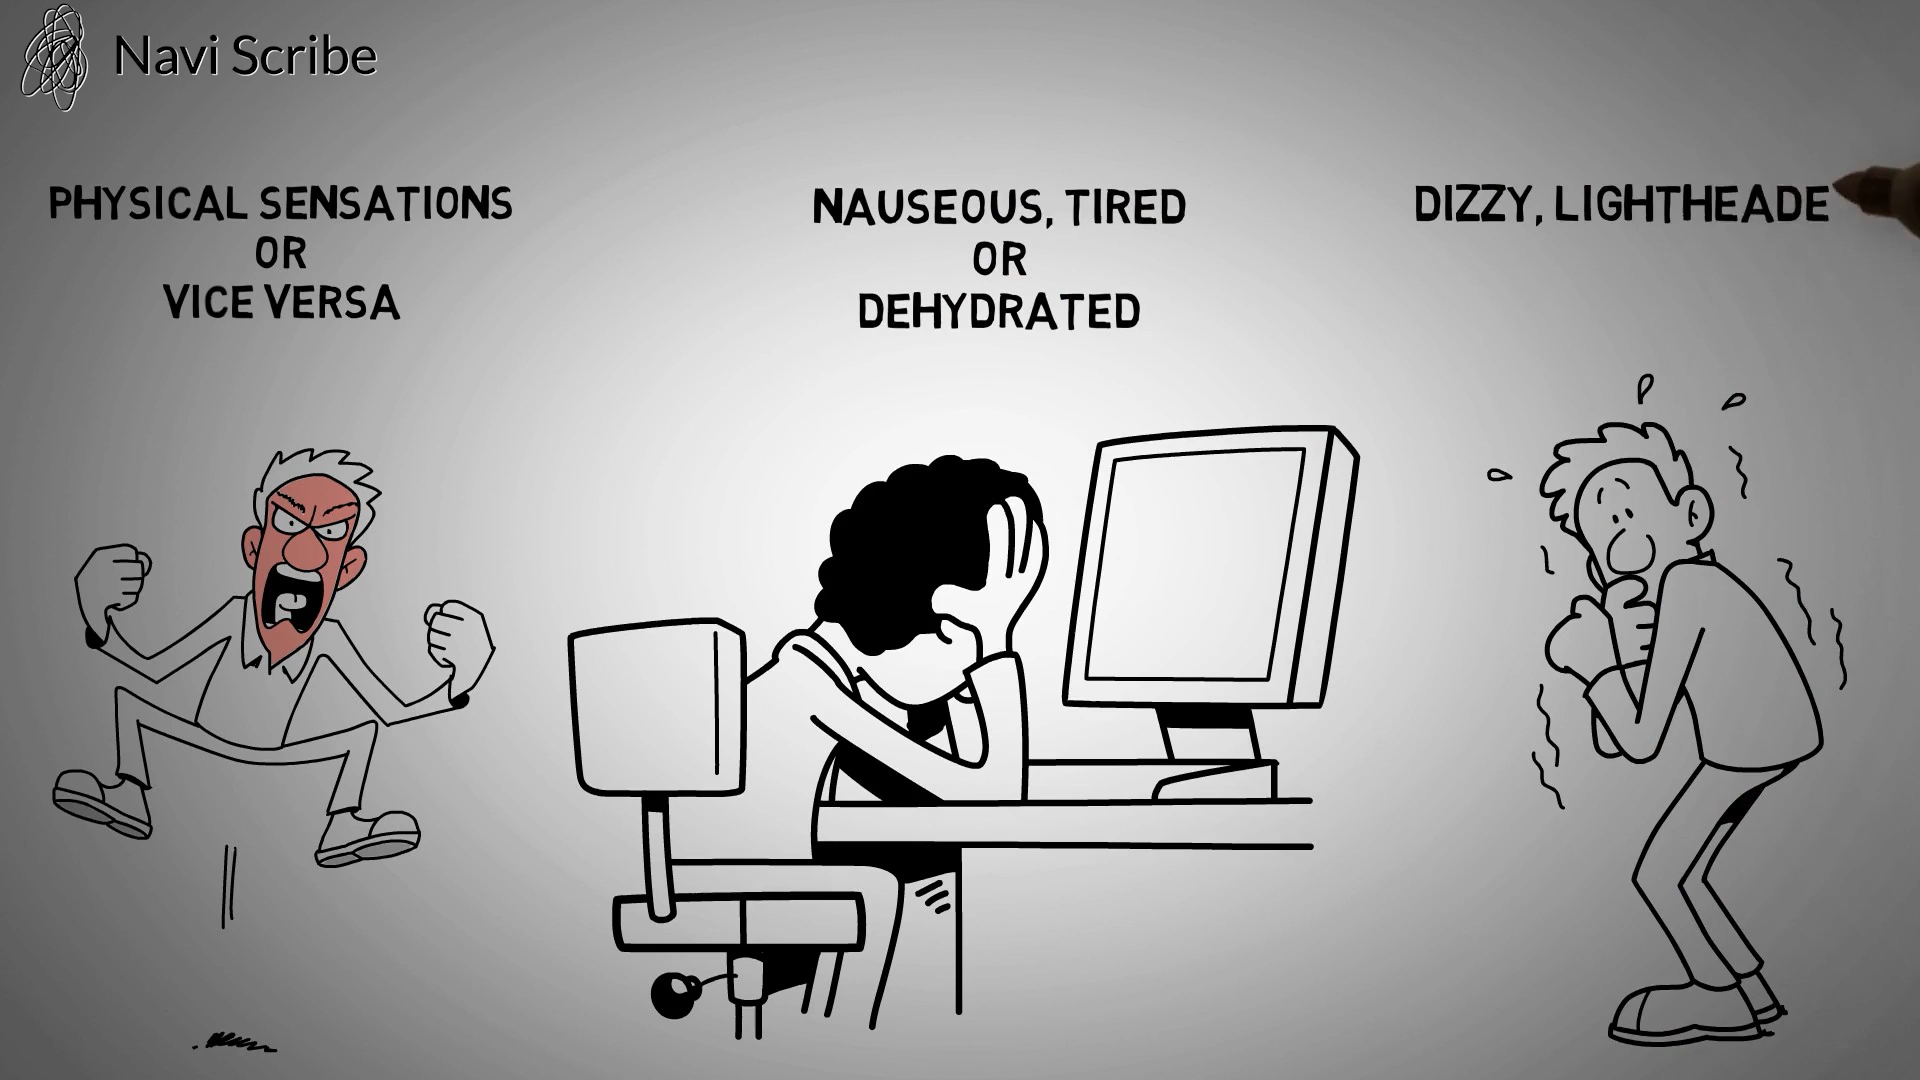 Navi Scribe
PHYSICAL SENSATIONS
OR
VICE VERSA
NAUSEOUS, TIRED
OR
DEHYDRATED
DIZZY, LIGHTHEADE